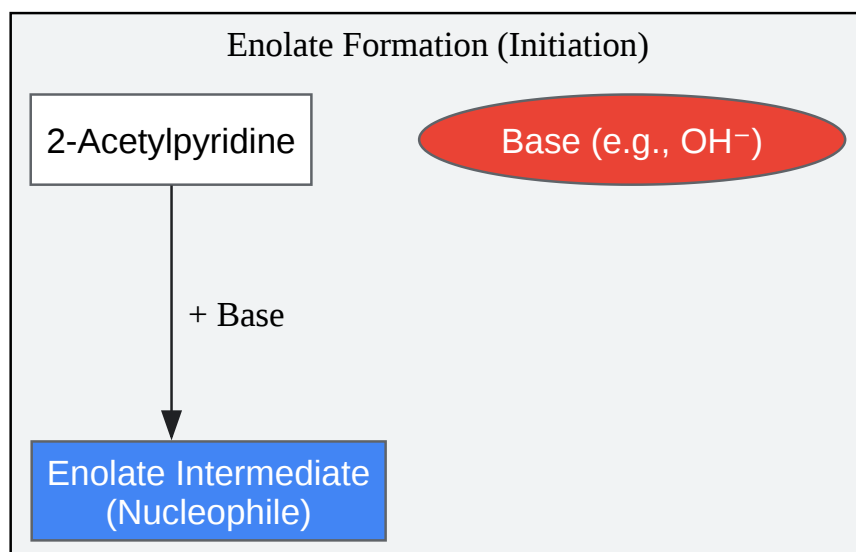 Enolate Formation (Initiation)
2-Acetylpyridine
Base (e.g., OH⁻)
+ Base
Enolate Intermediate
(Nucleophile)